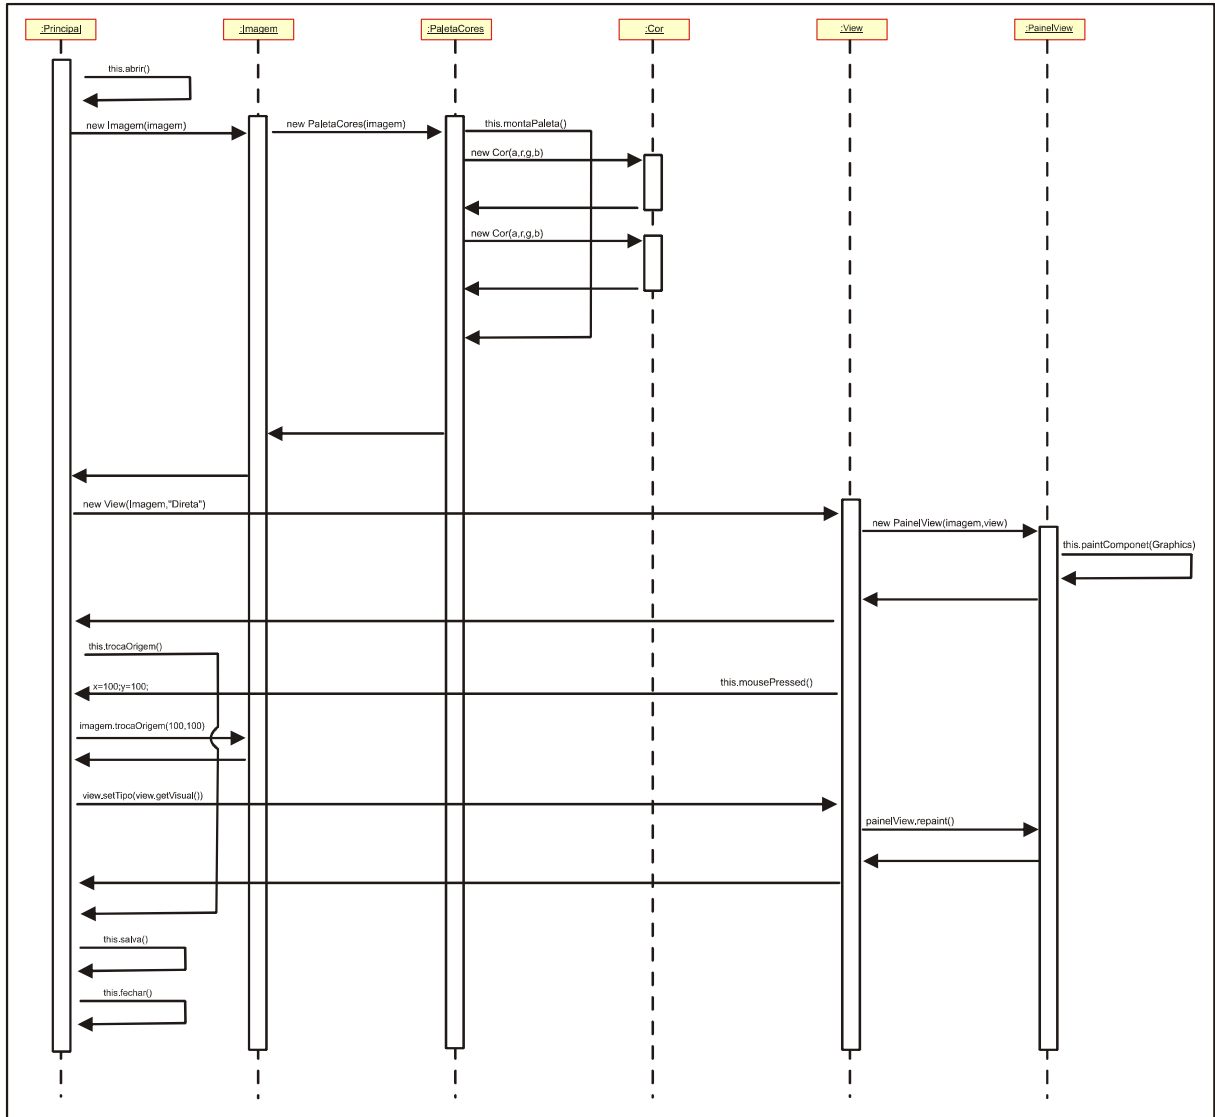 :Principal
:Imagem
:PaletaCores
:Cor
:View
:PainelView
this.abrir()
new Imagem(imagem)
new PaletaCores(imagem)
this.montaPaleta()
new Cor(a,r,g,b)
new Cor(a,r,g,b)
new View(Imagem,"Direta")
new PainelView(imagem,view)
this.paintComponet(Graphics)
this.trocaOrigem()
this.mousePressed()
x=100;y=100;
imagem.trocaOrigem(100,100)
view.setTipo(view.getVisual())
painelView.repaint()
this.salva()
this.fechar()